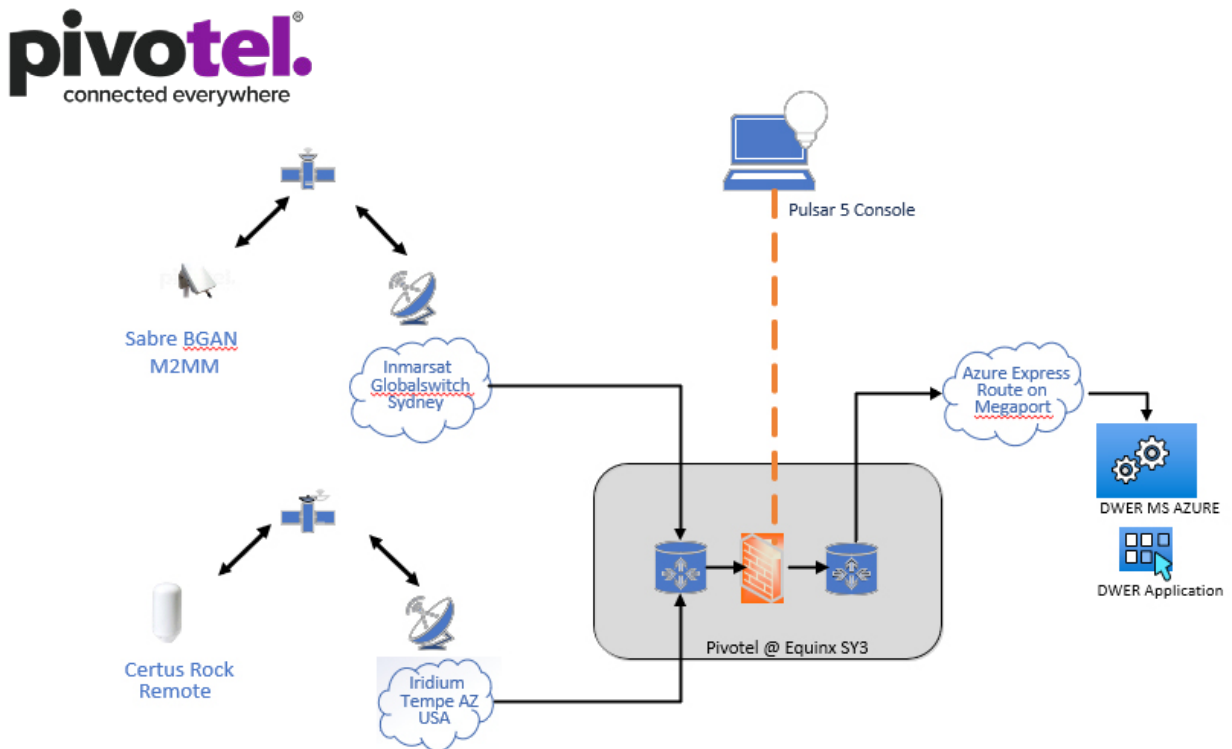 pivotel.®
connected everywhere
Pulsar 5 Console
Sabre BGAN
M2MM
Inmarsat
Globalswitch
Sydney
Azure Express
Route on
Megaport
DWER MS AZURE
DWER Application
Pivotel @ Equinx SY3
Certus Rock
Remote
Iridium
Tempe AZ
USA